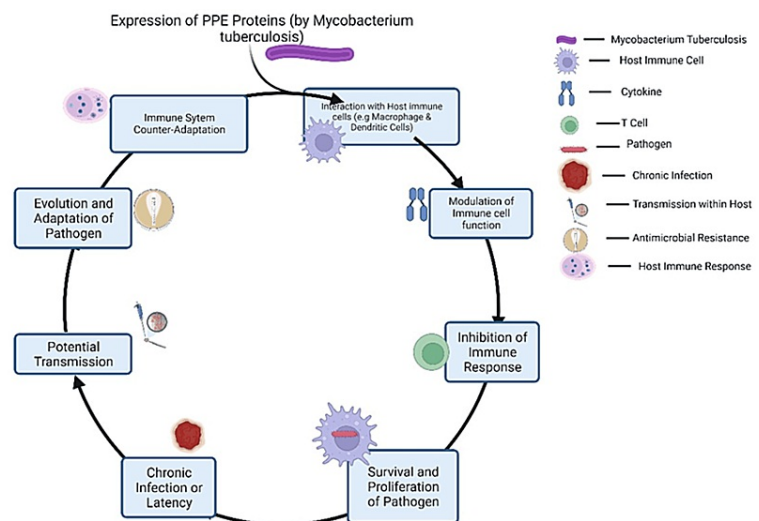 Expression of PPE Proteins (by Mycobacterium
tuberculosis)
Immune Sytem
Counter-Adaptation
Interaction with Host immune
cells (e.g Macrophage &
Dendritic Cells)
Modulation of
Immune cell
function
Inhibition of
Immune
Response
Survival and
Proliferation
of Pathogen
Chronic
Infection or
Latency
Potential
Transmission
Evolution and
Adaptation of
Pathogen
Mycobacterium Tuberculosis
Host Immune Cell
Cytokine
T Cell
Pathogen
Chronic Infection
Transmission within Host
Antimicrobial Resistance
Host Immune Response